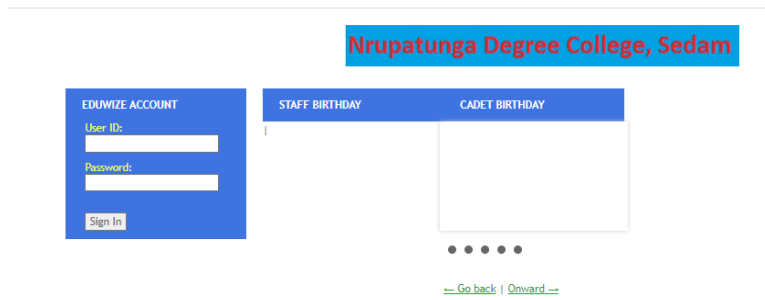 Nrupatunga Degree College, Sedam
EDUWIZE ACCOUNT
User ID:
Password:
Sign In
STAFF BIRTHDAY
CADET BIRTHDAY
← Go back | Onward →